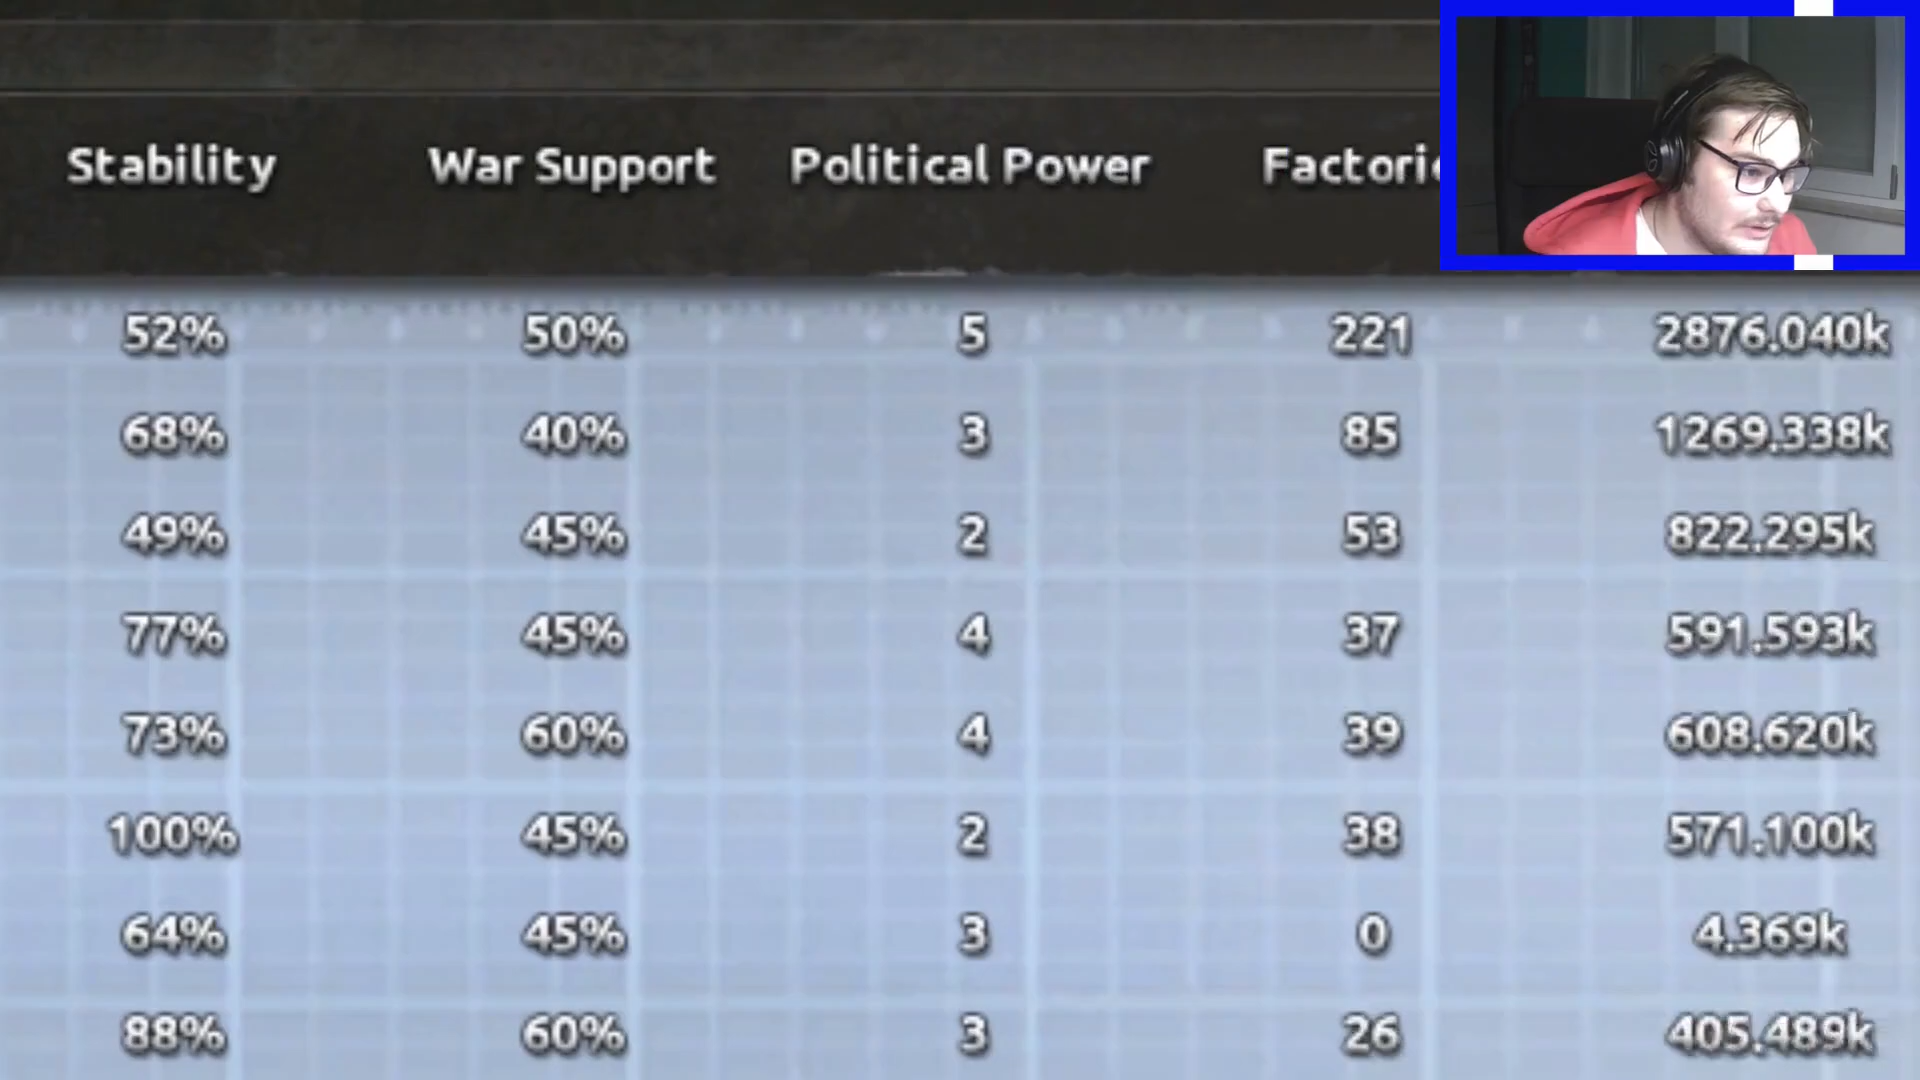 Stability War Support Political Power Factorie
52% 50% 5 221 2876.040k
68% 40% 3 85 1269.338k
49% 45% 2 53 822.295k
77% 45% 4 37 591.593k
73% 60% 4 39 608.620k
100% 45% 2 38 571.100k
64% 45% 3 0 4.369k
88% 60% 3 26 405.489k